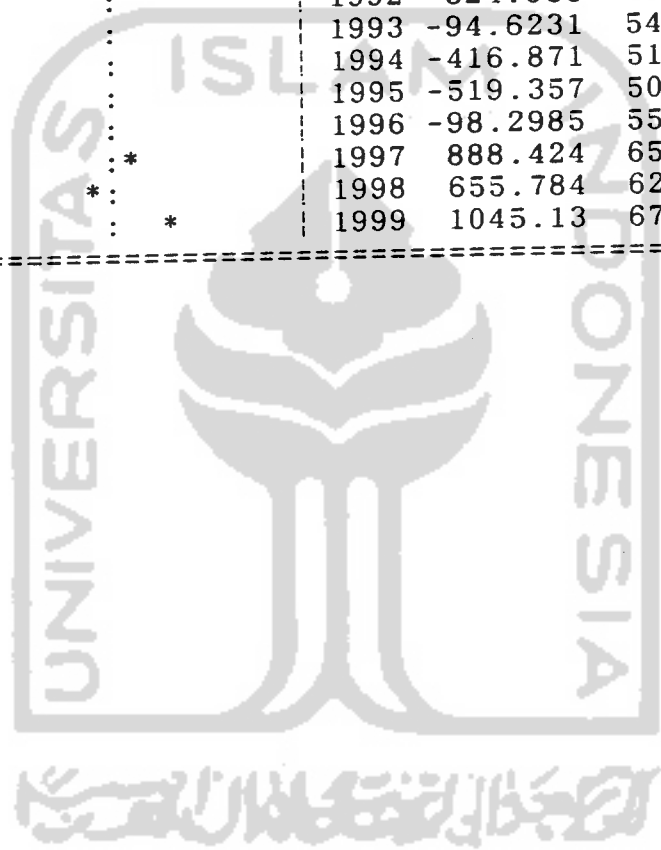 : ¦ 1993 -94.6231 54
: ¦ 1994 -416.871 51
: ¦ 1995 -519.357 50
: ¦ 1996 -98.2985 55
:* ¦ 1997 888.424 65
*: ¦ 1998 655.784 62
: * ¦ 1999 1045.13 67
=====================================
UNIVERSITAS
ISLAM
INDONESIA